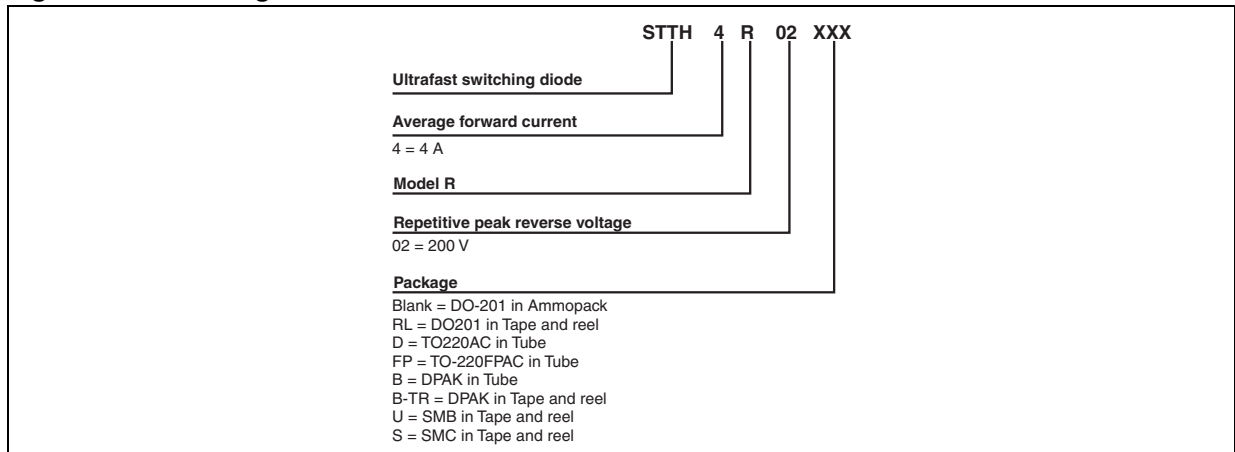 STTH 4 R 02 XXX
Ultrafast switching diode
Average forward current
4 = 4 A
Model R
Repetitive peak reverse voltage
02 = 200 V
Package
Blank = DO-201 in Ammopack
RL = DO201 in Tape and reel
D = TO220AC in Tube
FP = TO-220FPAC in Tube
B = DPAK in Tube
B-TR = DPAK in Tape and reel
U = SMB in Tape and reel
S = SMC in Tape and reel